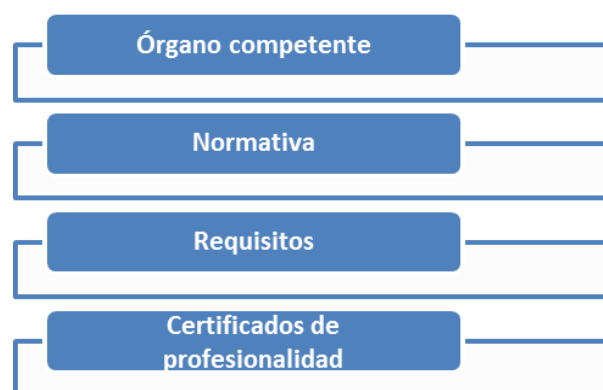 Órgano competente
Normativa
Requisitos
Certificados de
profesionalidad